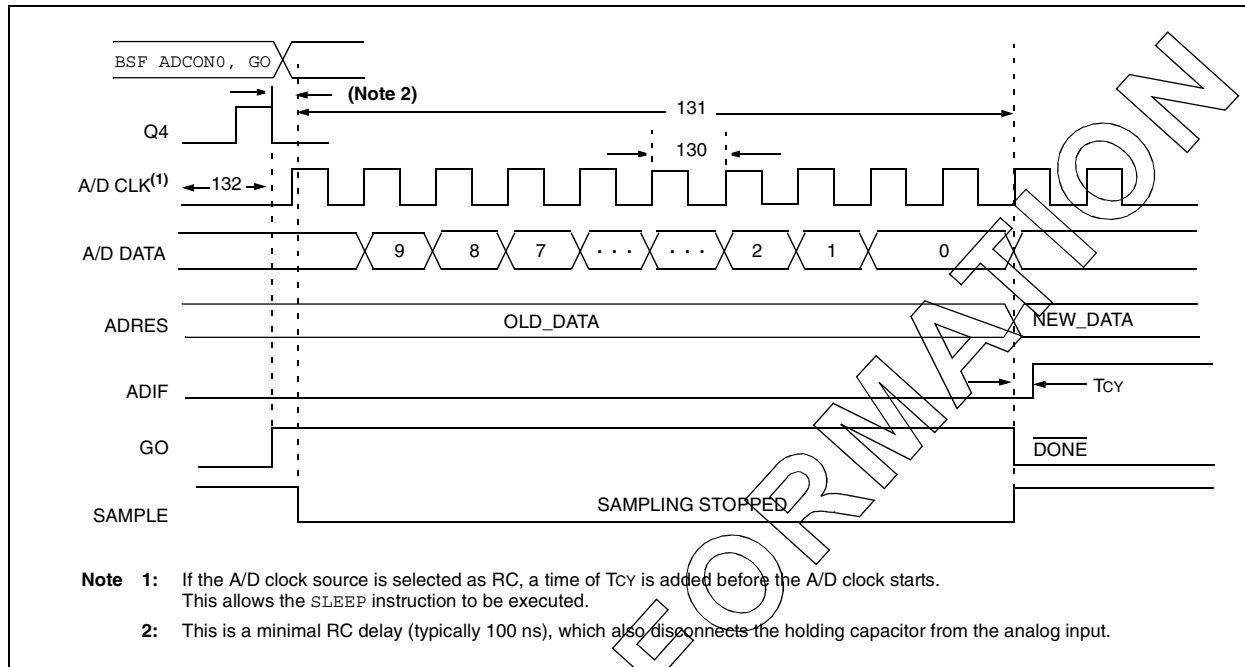 BSF ADCON0, GO
(Note 2)
131
Q4
130
A/D CLK(1)
132
A/D DATA
9 8 7 . . . . . . 2 1 0
ADRES
OLD_DATA
NEW_DATA
ADIF
TCY
GO
DONE
SAMPLE
SAMPLING STOPPED
Note 1: If the A/D clock source is selected as RC, a time of TCY is added before the A/D clock starts.
This allows the SLEEP instruction to be executed.
2: This is a minimal RC delay (typically 100 ns), which also disconnects the holding capacitor from the analog input.
ORMATION